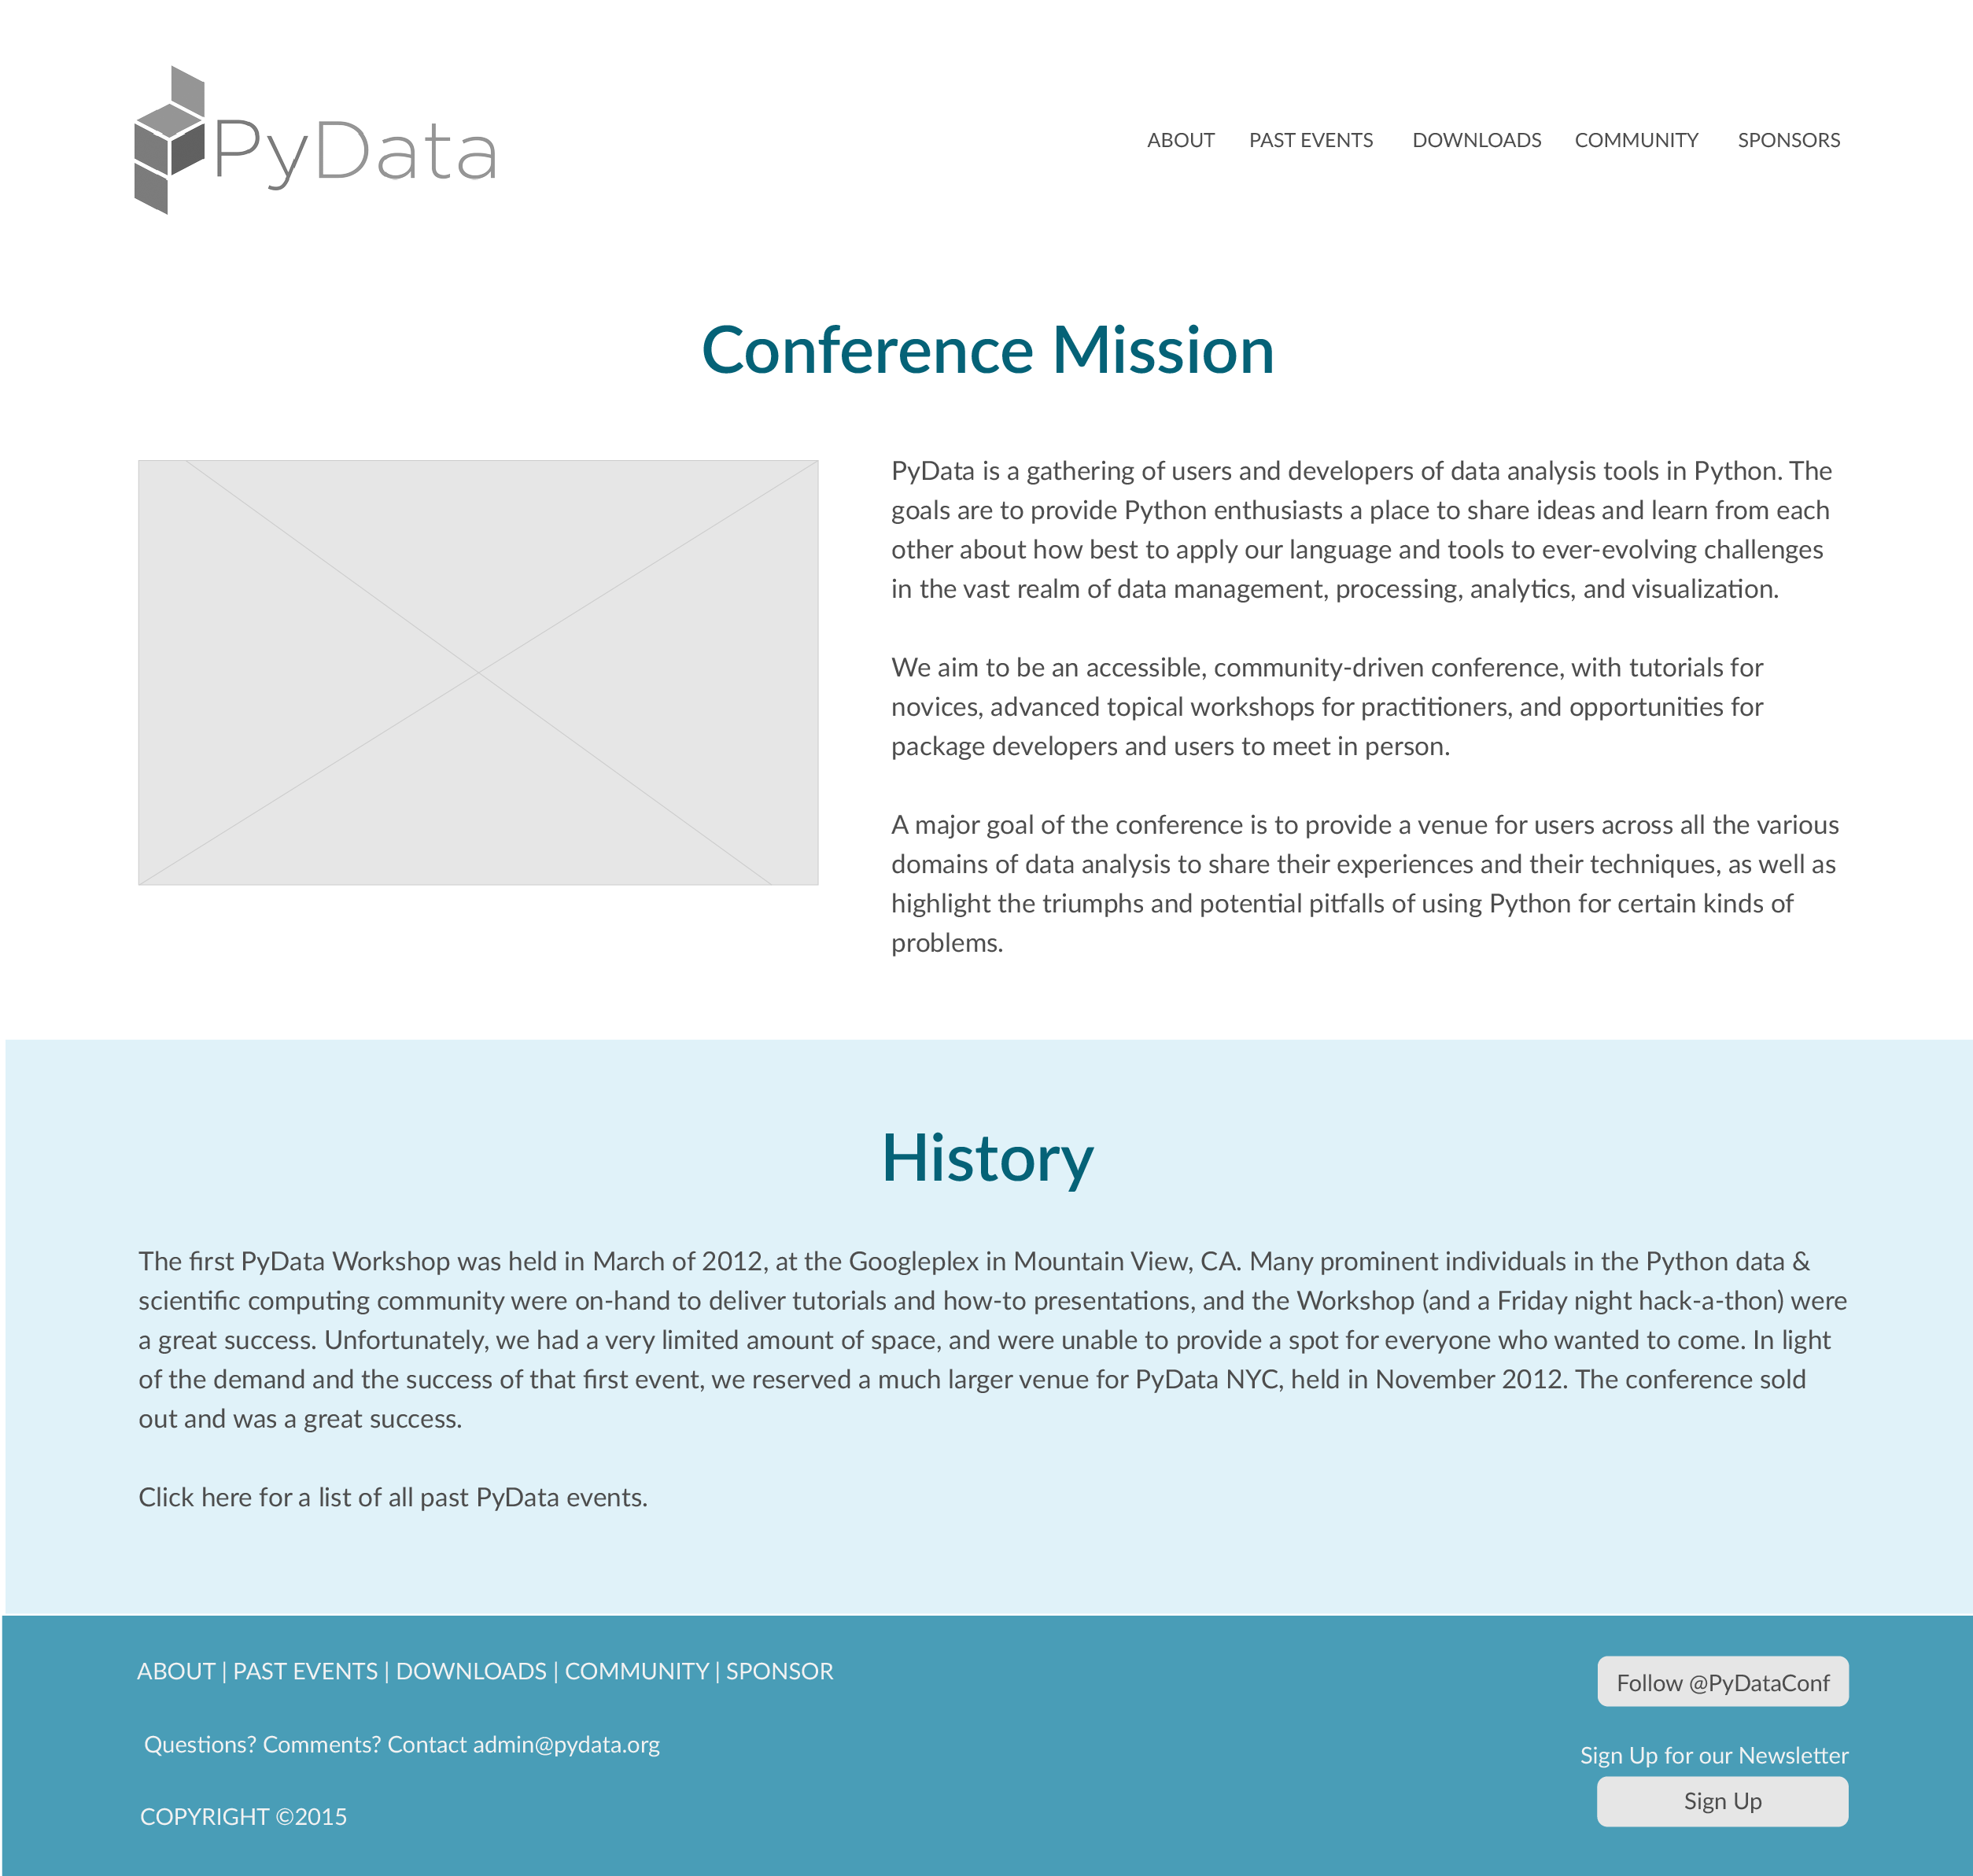 PyData
ABOUT PAST EVENTS DOWNLOADS COMMUNITY SPONSORS
Conference Mission
PyData is a gathering of users and developers of data analysis tools in Python. The
goals are to provide Python enthusiasts a place to share ideas and learn from each
other about how best to apply our language and tools to ever-evolving challenges
in the vast realm of data management, processing, analytics, and visualization.
We aim to be an accessible, community-driven conference, with tutorials for
novices, advanced topical workshops for practitioners, and opportunities for
package developers and users to meet in person.
A major goal of the conference is to provide a venue for users across all the various
domains of data analysis to share their experiences and their techniques, as well as
highlight the triumphs and potential pitfalls of using Python for certain kinds of
problems.
History
The first PyData Workshop was held in March of 2012, at the Googleplex in Mountain View, CA. Many prominent individuals in the Python data &
scientific computing community were on-hand to deliver tutorials and how-to presentations, and the Workshop (and a Friday night hack-a-thon) were
a great success. Unfortunately, we had a very limited amount of space, and were unable to provide a spot for everyone who wanted to come. In light
of the demand and the success of that first event, we reserved a much larger venue for PyData NYC, held in November 2012. The conference sold
out and was a great success.
Click here for a list of all past PyData events.
ABOUT | PAST EVENTS | DOWNLOADS | COMMUNITY | SPONSOR
Questions? Comments? Contact admin@pydata.org
COPYRIGHT ©2015
Follow @PyDataConf
Sign Up for our Newsletter
Sign Up